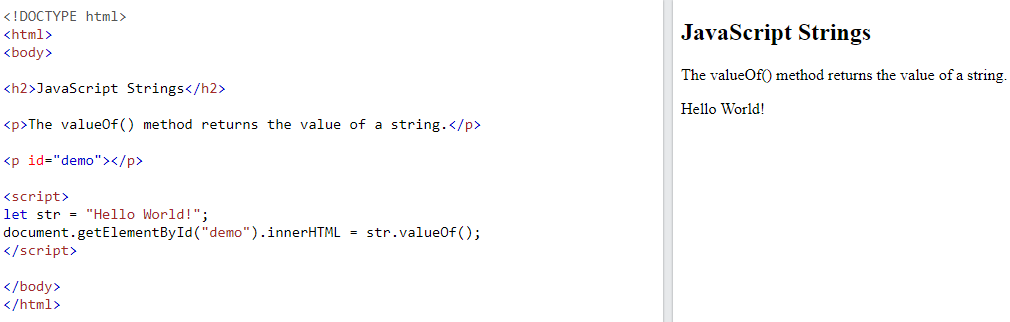 <!DOCTYPE html>
<html>
<body>
<h2>JavaScript Strings</h2>
<p>The valueOf() method returns the value of a string.</p>
<p id="demo"></p>
<script>
let str = "Hello World!";
document.getElementById("demo").innerHTML = str.valueOf();
</script>
</body>
</html>
JavaScript Strings
The valueOf() method returns the value of a string.
Hello World!